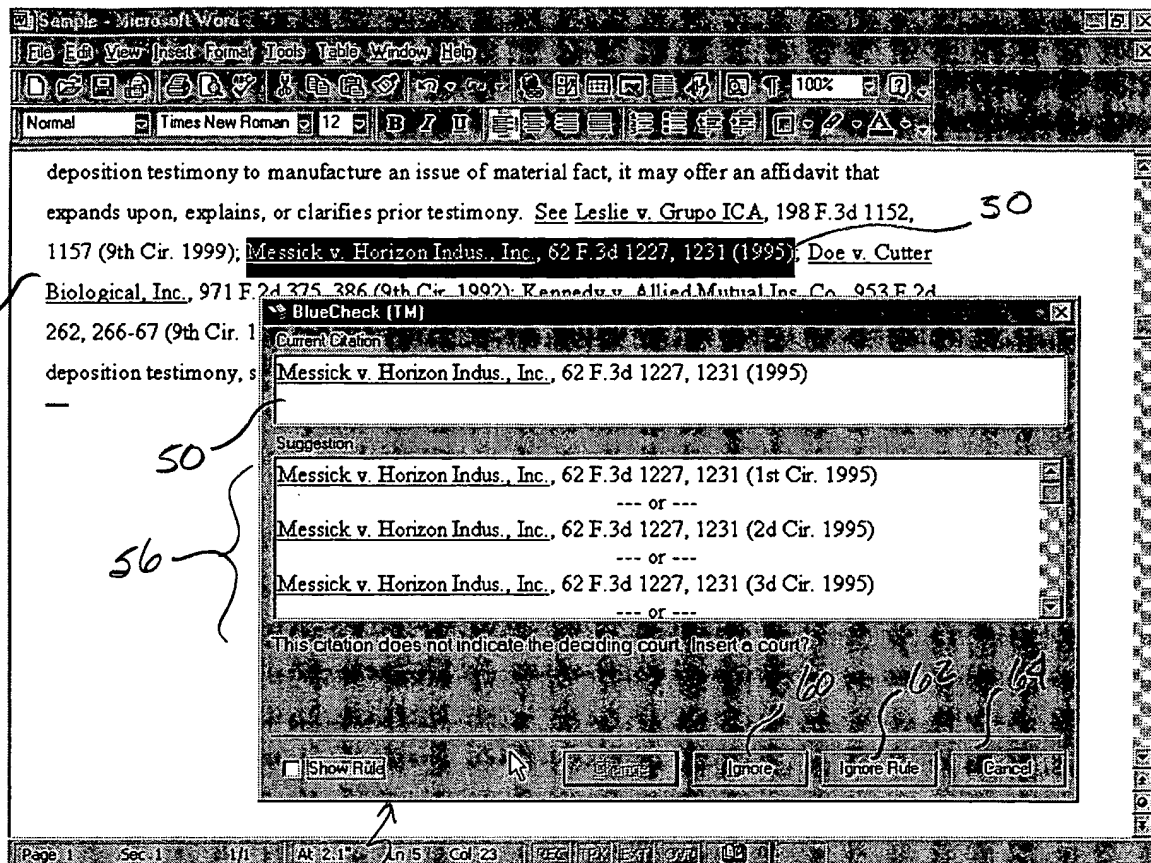 Sample - Microsoft Word
File Edit View Insert Format Tools Table Window Help
100%
Normal Times New Roman 12 B I U A
deposition testimony to manufacture an issue of material fact, it may offer an affidavit that
expands upon, explains, or clarifies prior testimony. See Leslie v. Grupo ICA, 198 F.3d 1152,
50
1157 (9th Cir. 1999); Messick v. Horizon Indus., Inc., 62 F.3d 1227, 1231 (1995); Doe v. Cutter
Biological, Inc., 971 F.2d 375, 386 (9th Cir. 1992); Kennedy v. Allied Mutual Ins. Co., 953 F.2d
262, 266-67 (9th Cir. 1
deposition testimony, s
BlueCheck (TM)
Current Citation
Messick v. Horizon Indus., Inc., 62 F.3d 1227, 1231 (1995)
50
Suggestion
Messick v. Horizon Indus., Inc., 62 F.3d 1227, 1231 (1st Cir. 1995)
--- or ---
Messick v. Horizon Indus., Inc., 62 F.3d 1227, 1231 (2d Cir. 1995)
--- or ---
Messick v. Horizon Indus., Inc., 62 F.3d 1227, 1231 (3d Cir. 1995)
--- or ---
56
This citation does not indicate the deciding court. Insert a court?
60 62 64
Show Rule Change Ignore Ignore Rule Cancel
Page 1 Sec 1 1/1 At 2.1" Ln 5 Col 23 REC TRK EXT OVR